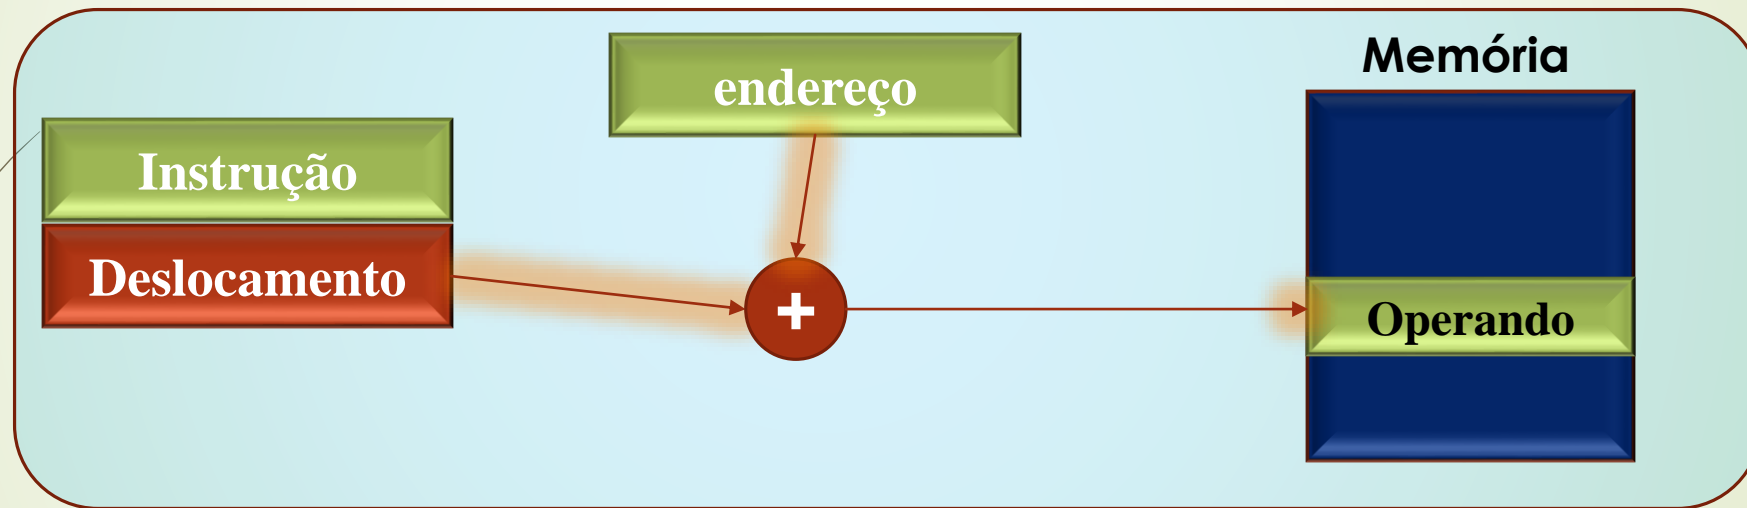 endereço
Memória
Instrução
Deslocamento
+
Operando